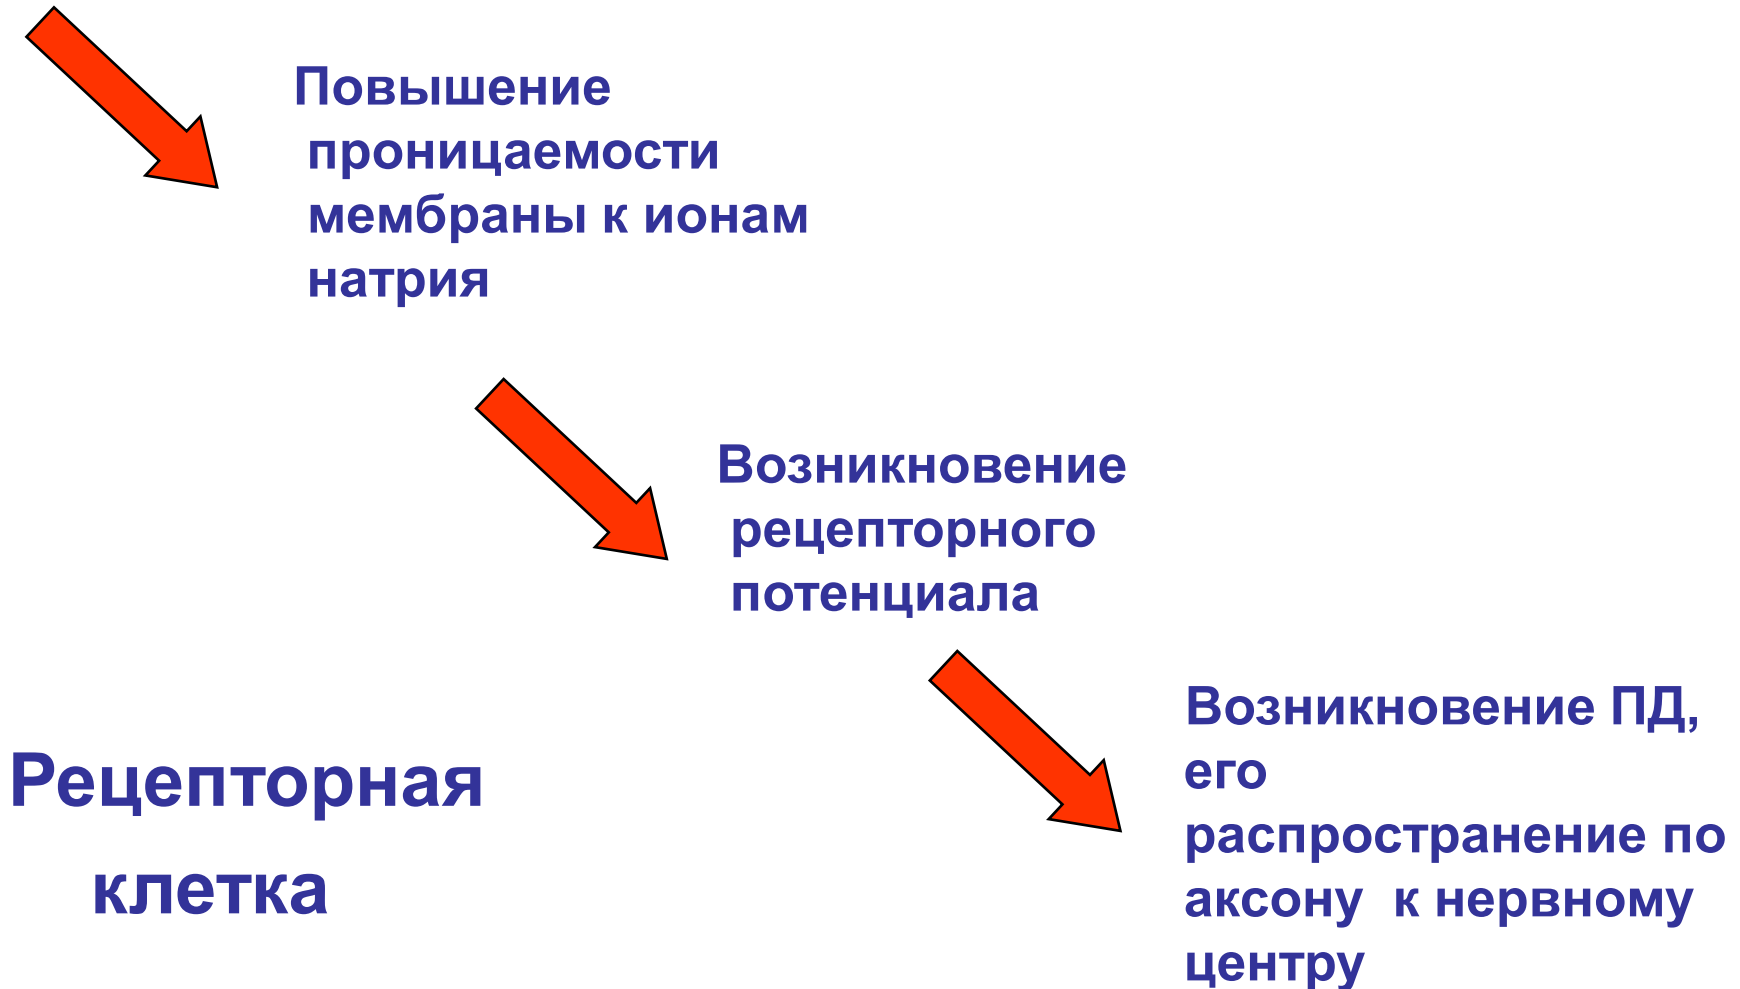 Повышение
проницаемости
мембраны к ионам
натрия
Возникновение
рецепторного
потенциала
Рецепторная
клетка
Возникновение ПД,
его
распространение по
аксону к нервному
центру